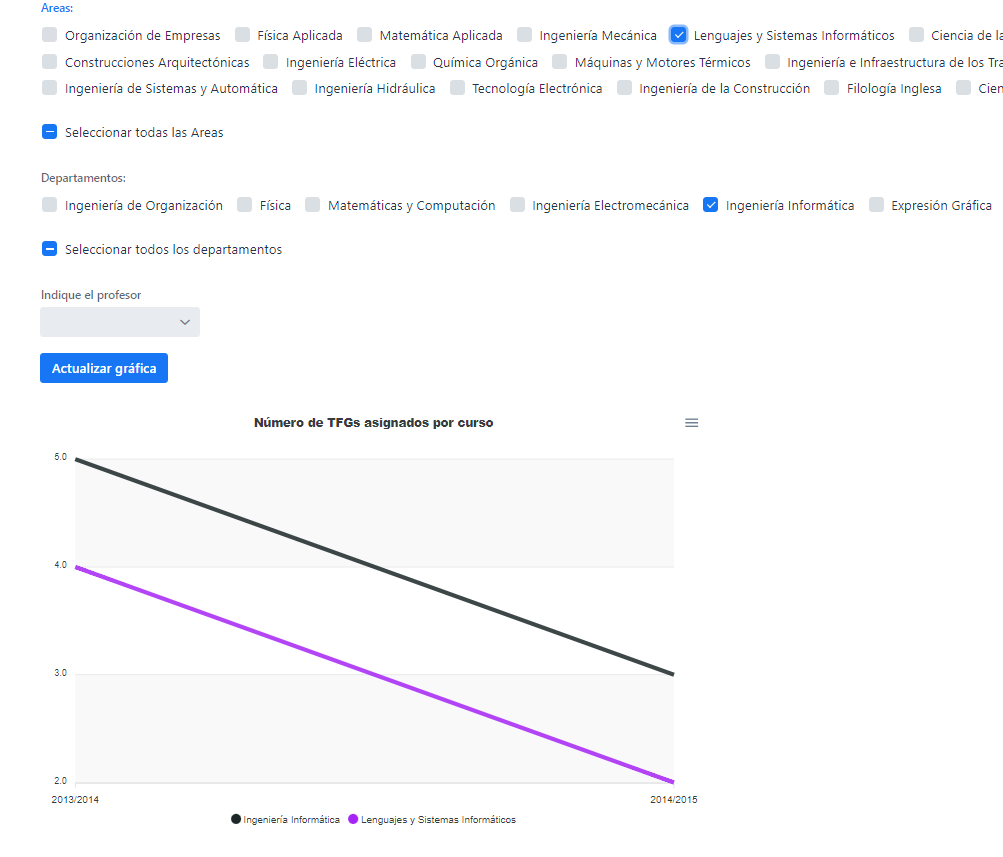 Areas:
Organización de Empresas Física Aplicada Matemática Aplicada Ingeniería Mecánica Lenguajes y Sistemas Informáticos Ciencia de la
Construcciones Arquitectónicas Ingeniería Eléctrica Química Orgánica Máquinas y Motores Térmicos Ingeniería e Infraestructura de los Tra
Ingeniería de Sistemas y Automática Ingeniería Hidráulica Tecnología Electrónica Ingeniería de la Construcción Filología Inglesa Cien
Seleccionar todas las Areas
Departamentos:
Ingeniería de Organización Física Matemáticas y Computación Ingeniería Electromecánica Ingeniería Informática Expresión Gráfica
Seleccionar todos los departamentos
Indique el profesor
Actualizar gráfica
Número de TFGs asignados por curso
5.0
4.0
3.0
2.0
2013/2014 2014/2015
Ingeniería Informática Lenguajes y Sistemas Informáticos